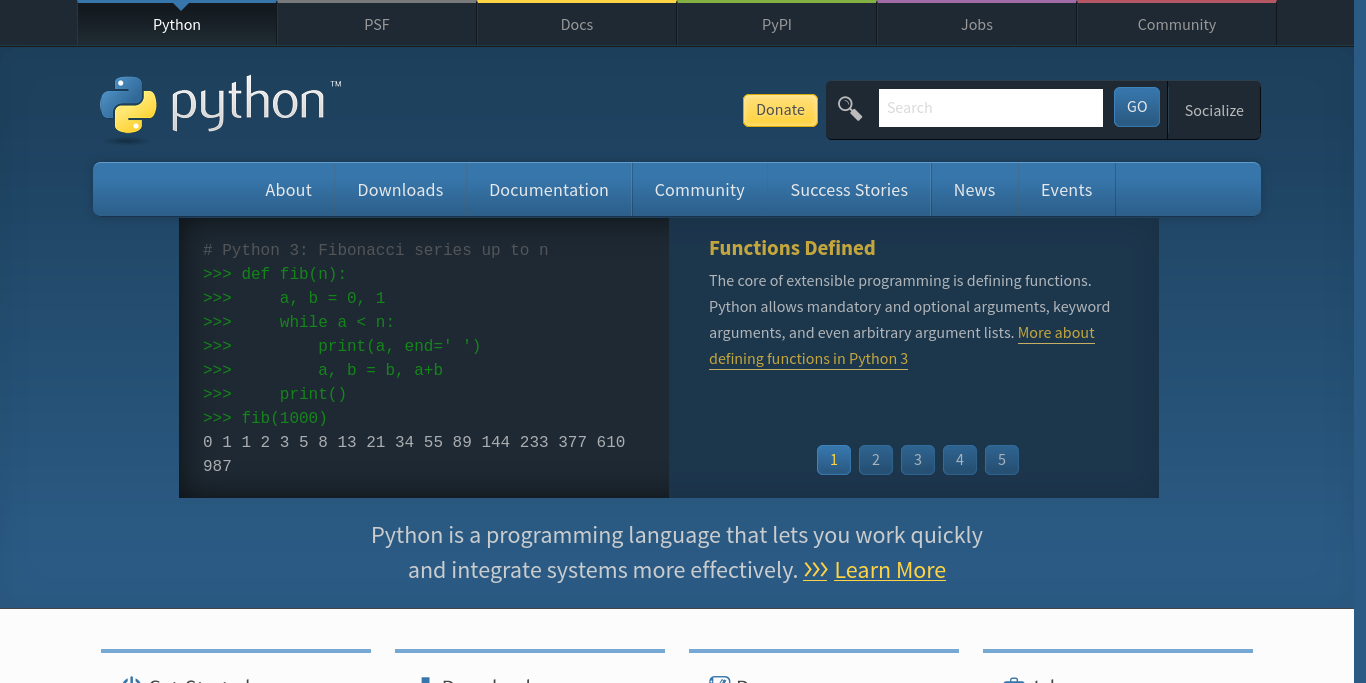 Python
PSF
Docs
PyPI
Jobs
Community
python™
Donate
Search
GO
Socialize
About
Downloads
Documentation
Community
Success Stories
News
Events
# Python 3: Fibonacci series up to n
>>> def fib(n):
>>>     a, b = 0, 1
>>>     while a < n:
>>>         print(a, end=' ')
>>>         a, b = b, a+b
>>>     print()
>>> fib(1000)
0 1 1 2 3 5 8 13 21 34 55 89 144 233 377 610
987
Functions Defined
The core of extensible programming is defining functions.
Python allows mandatory and optional arguments, keyword
arguments, and even arbitrary argument lists. More about
defining functions in Python 3
1
2
3
4
5
Python is a programming language that lets you work quickly
and integrate systems more effectively. >>> Learn More
Get Started
Download